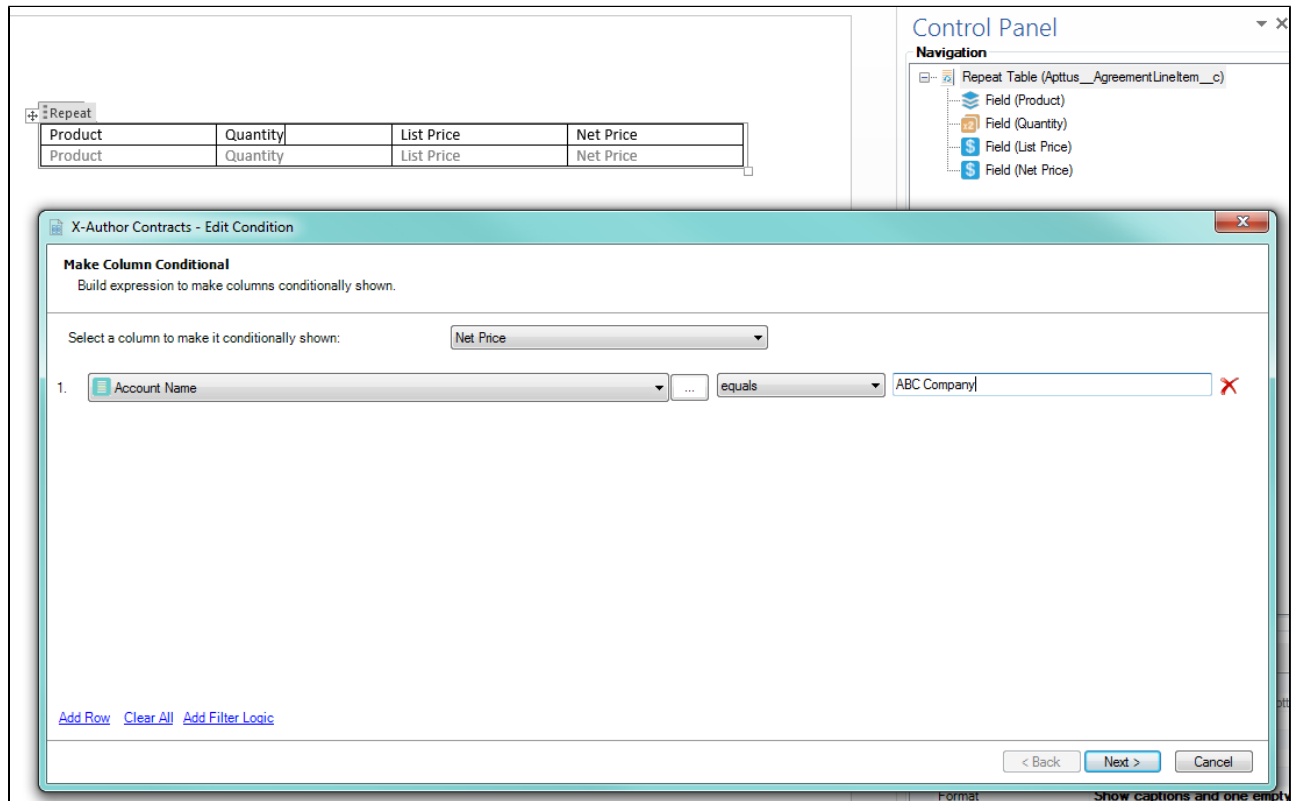 Control Panel
Navigation
Repeat Table (Apttus__AgreementLineItem__c)
Field (Product)
Field (Quantity)
Field (List Price)
Field (Net Price)
Repeat
Product Quantity List Price Net Price
Product Quantity List Price Net Price
X-Author Contracts - Edit Condition
Make Column Conditional
Build expression to make columns conditionally shown.
Select a column to make it conditionally shown: Net Price
1. Account Name ... equals ABC Company
Add Row Clear All Add Filter Logic
< Back Next > Cancel
Format Show captions and one empty